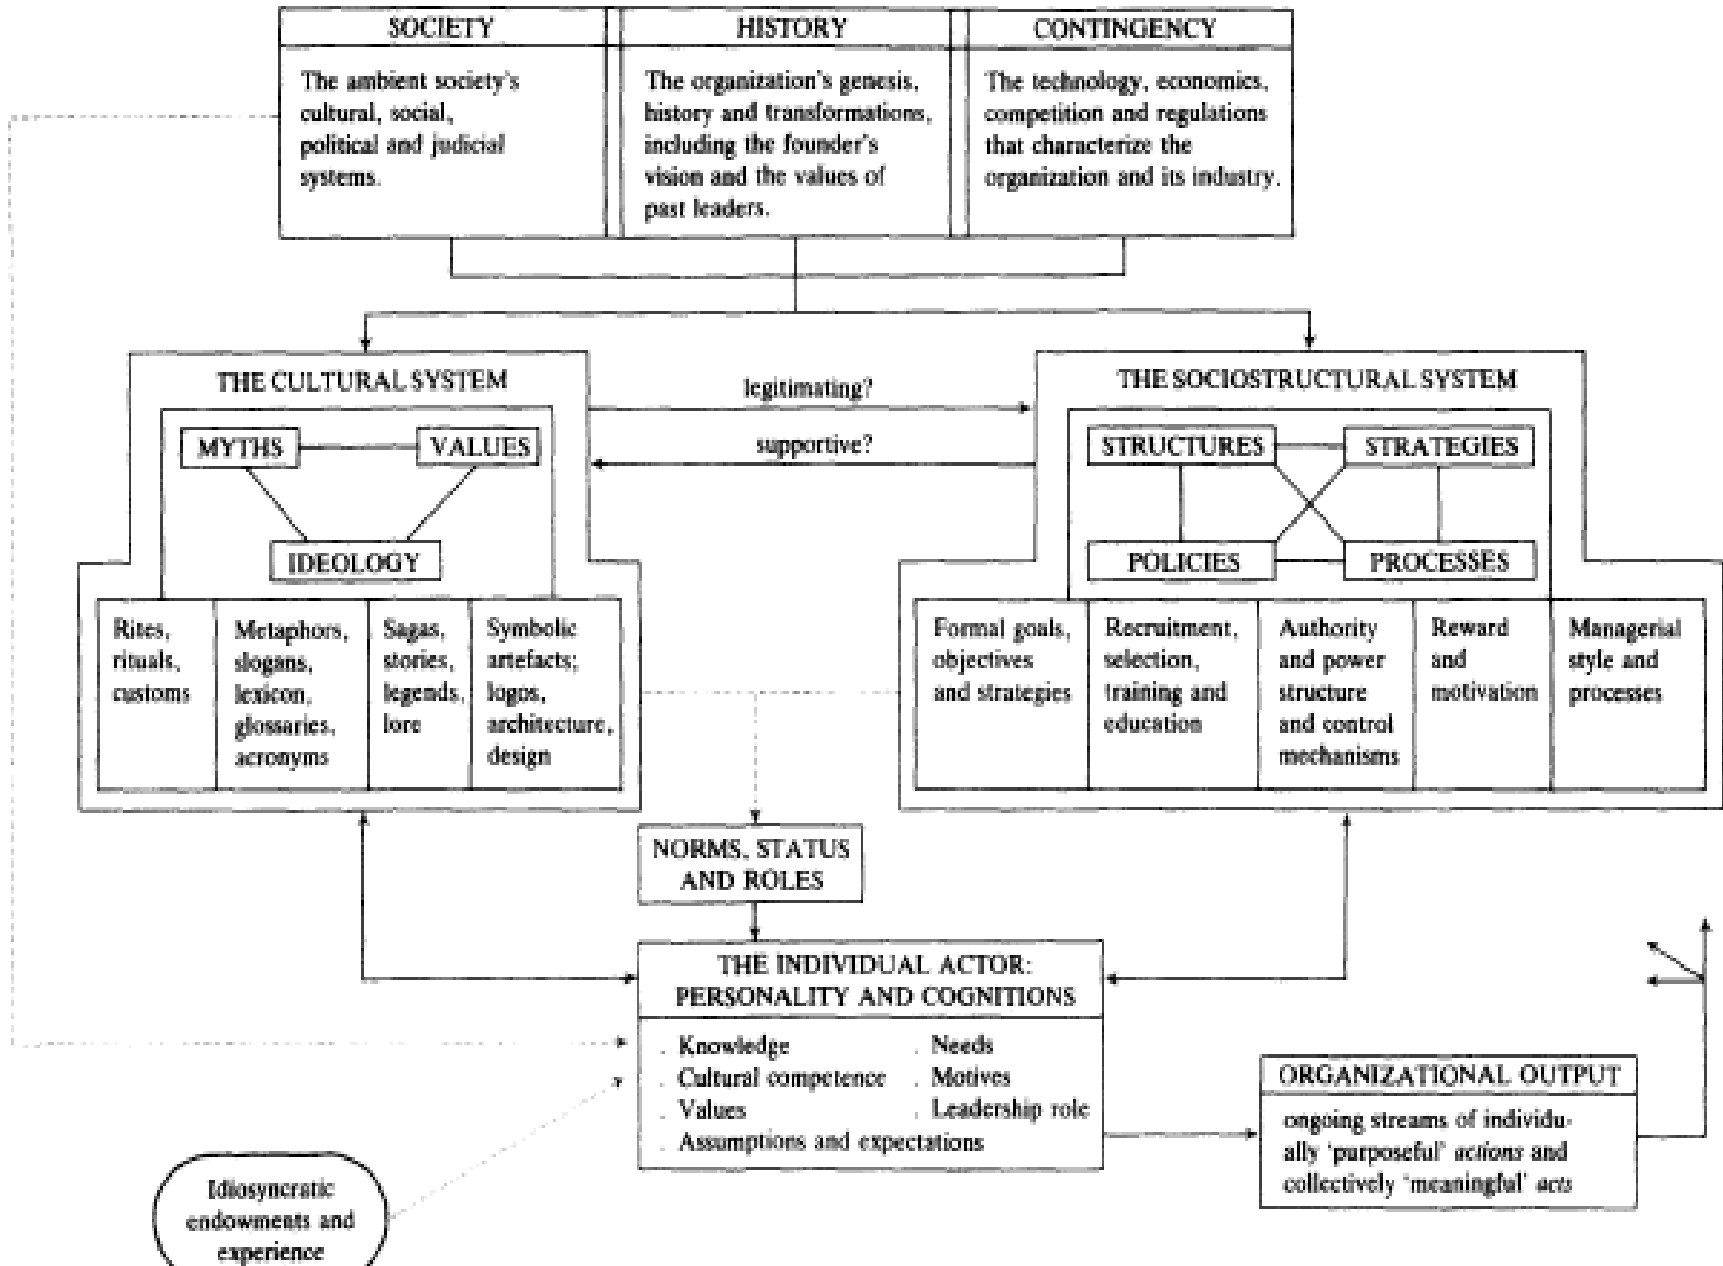 SOCIETY
The ambient society's
cultural, social,
political and judicial
systems.
HISTORY
The organization's genesis,
history and transformations,
including the founder's
vision and the values of
past leaders.
CONTINGENCY
The technology, economics,
competition and regulations
that characterize the
organization and its industry.
THE CULTURAL SYSTEM
MYTHS
VALUES
IDEOLOGY
Rites,
rituals,
customs
Metaphors,
slogans,
lexicon,
glossaries,
acronyms
Sagas,
stories,
legends,
lore
Symbolic
artefacts;
logos,
architecture,
design
legitimating?
supportive?
THE SOCIOSTRUCTURAL SYSTEM
STRUCTURES
STRATEGIES
POLICIES
PROCESSES
Formal goals,
objectives
and strategies
Recruitment,
selection,
training and
education
Authority
and power
structure
and control
mechanisms
Reward
and
motivation
Managerial
style and
processes
NORMS, STATUS
AND ROLES
THE INDIVIDUAL ACTOR:
PERSONALITY AND COGNITIONS
. Knowledge
. Cultural competence
. Values
. Assumptions and expectations
. Needs
. Motives
. Leadership role
ORGANIZATIONAL OUTPUT
ongoing streams of individu-
ally 'purposeful' actions and
collectively 'meaningful' acts
Idiosyncratic
endowments and
experience